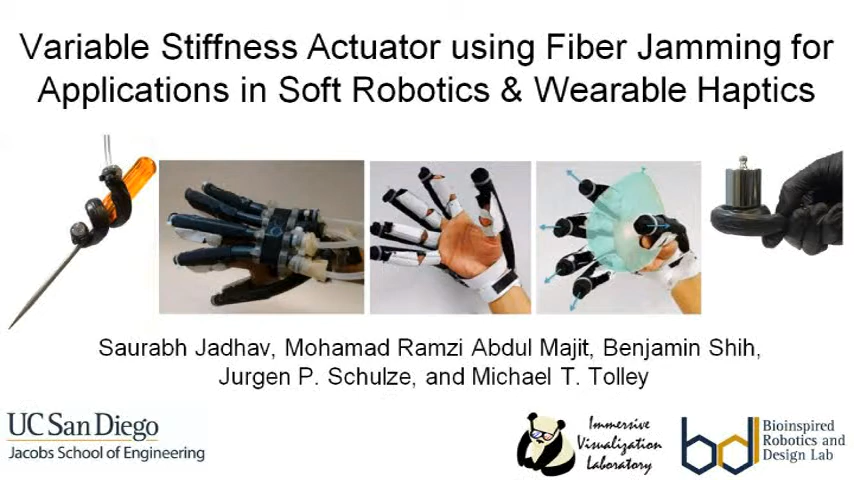 Variable Stiffness Actuator using Fiber Jamming for
Applications in Soft Robotics & Wearable Haptics
Saurabh Jadhav, Mohamad Ramzi Abdul Majit, Benjamin Shih,
Jurgen P. Schulze, and Michael T. Tolley
UC San Diego
Jacobs School of Engineering
Immersive
Visualization
Laboratory
bdl
Bioinspired
Robotics and
Design Lab